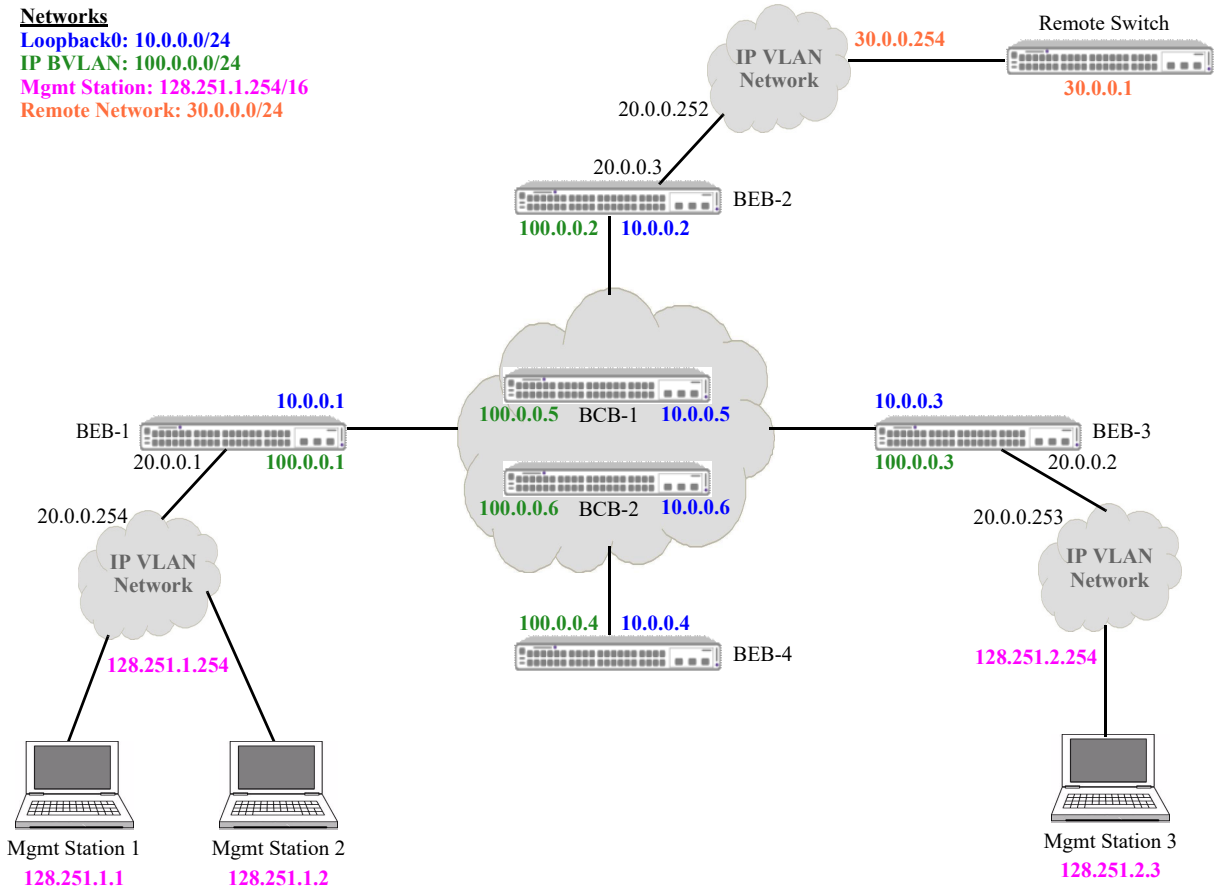 Networks
Loopback0: 10.0.0.0/24
IP BVLAN: 100.0.0.0/24
Mgmt Station: 128.251.1.254/16
Remote Network: 30.0.0.0/24
IP VLAN
Network
30.0.0.254
Remote Switch
30.0.0.1
20.0.0.252
20.0.0.3
BEB-2
100.0.0.2
10.0.0.2
100.0.0.5
BCB-1
10.0.0.5
100.0.0.6
BCB-2
10.0.0.6
10.0.0.1
BEB-1
20.0.0.1
100.0.0.1
10.0.0.3
BEB-3
100.0.0.3
20.0.0.2
20.0.0.254
IP VLAN
Network
20.0.0.253
IP VLAN
Network
100.0.0.4
10.0.0.4
BEB-4
128.251.1.254
128.251.2.254
Mgmt Station 1
128.251.1.1
Mgmt Station 2
128.251.1.2
Mgmt Station 3
128.251.2.3